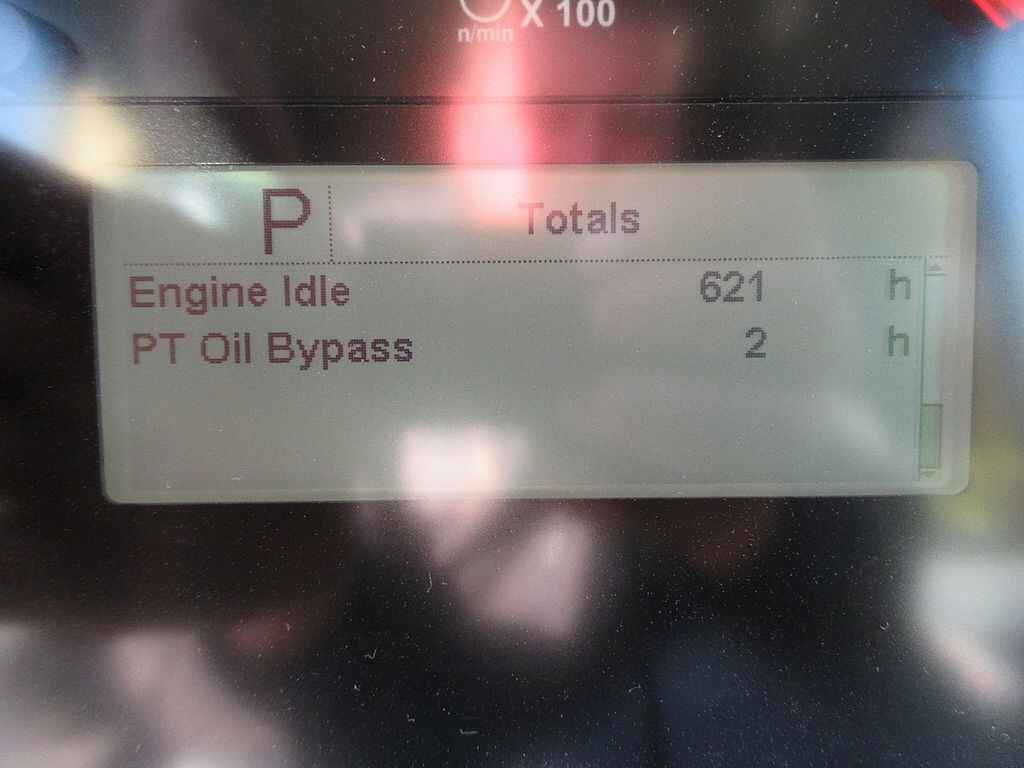 X 100
n/min
P Totals
Engine Idle 621 h
PT Oil Bypass 2 h